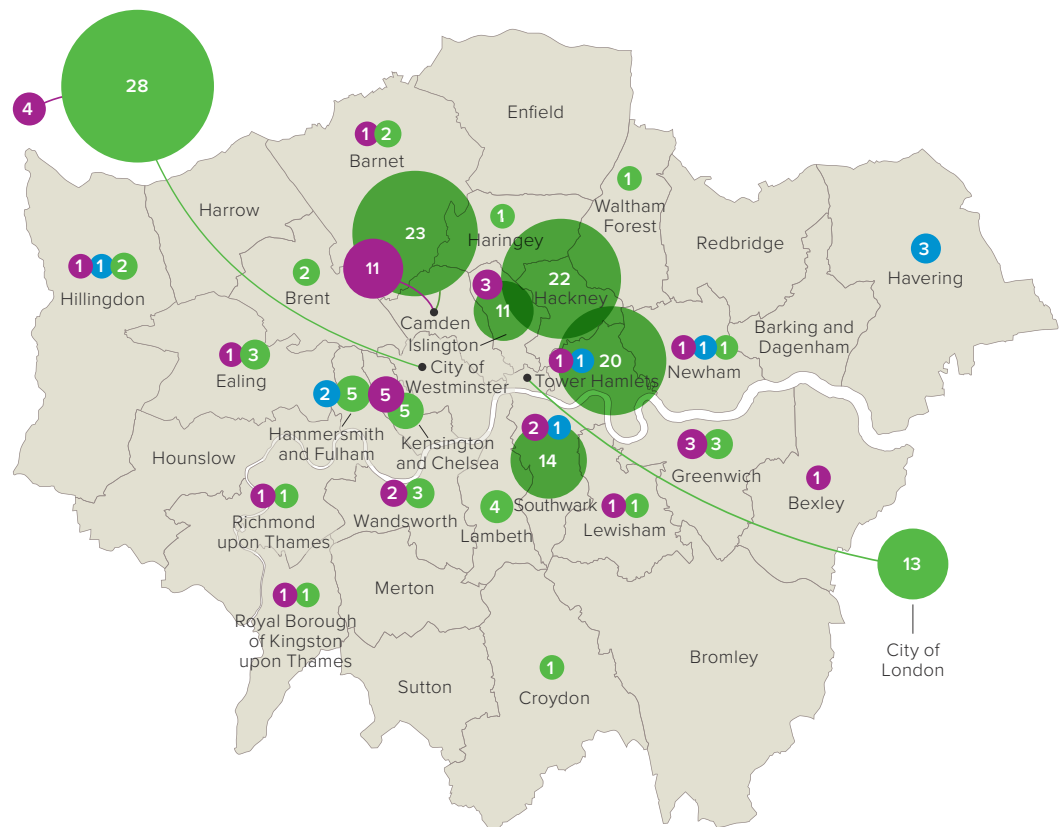 28
4
Enfield
1 2
Barnet
1
Waltham
Forest
Harrow
23
1
Haringey
Redbridge
3
Havering
11
1 1 2
Hillingdon
2
Brent
3
22
Hackney
11
Camden
Islington
Barking and
Dagenham
1 3
Ealing
City of
Westminster
1 1 20
Tower Hamlets
1 1 1
Newham
2 5
Hammersmith
and Fulham
5 5
Kensington
and Chelsea
2 1
14
Southwark
3 3
Greenwich
1
Bexley
Hounslow
1 1
Richmond
upon Thames
2 3
Wandsworth
4
Lambeth
1 1
Lewisham
13
City of
London
Merton
1 1
Royal Borough
of Kingston
upon Thames
Sutton
1
Croydon
Bromley